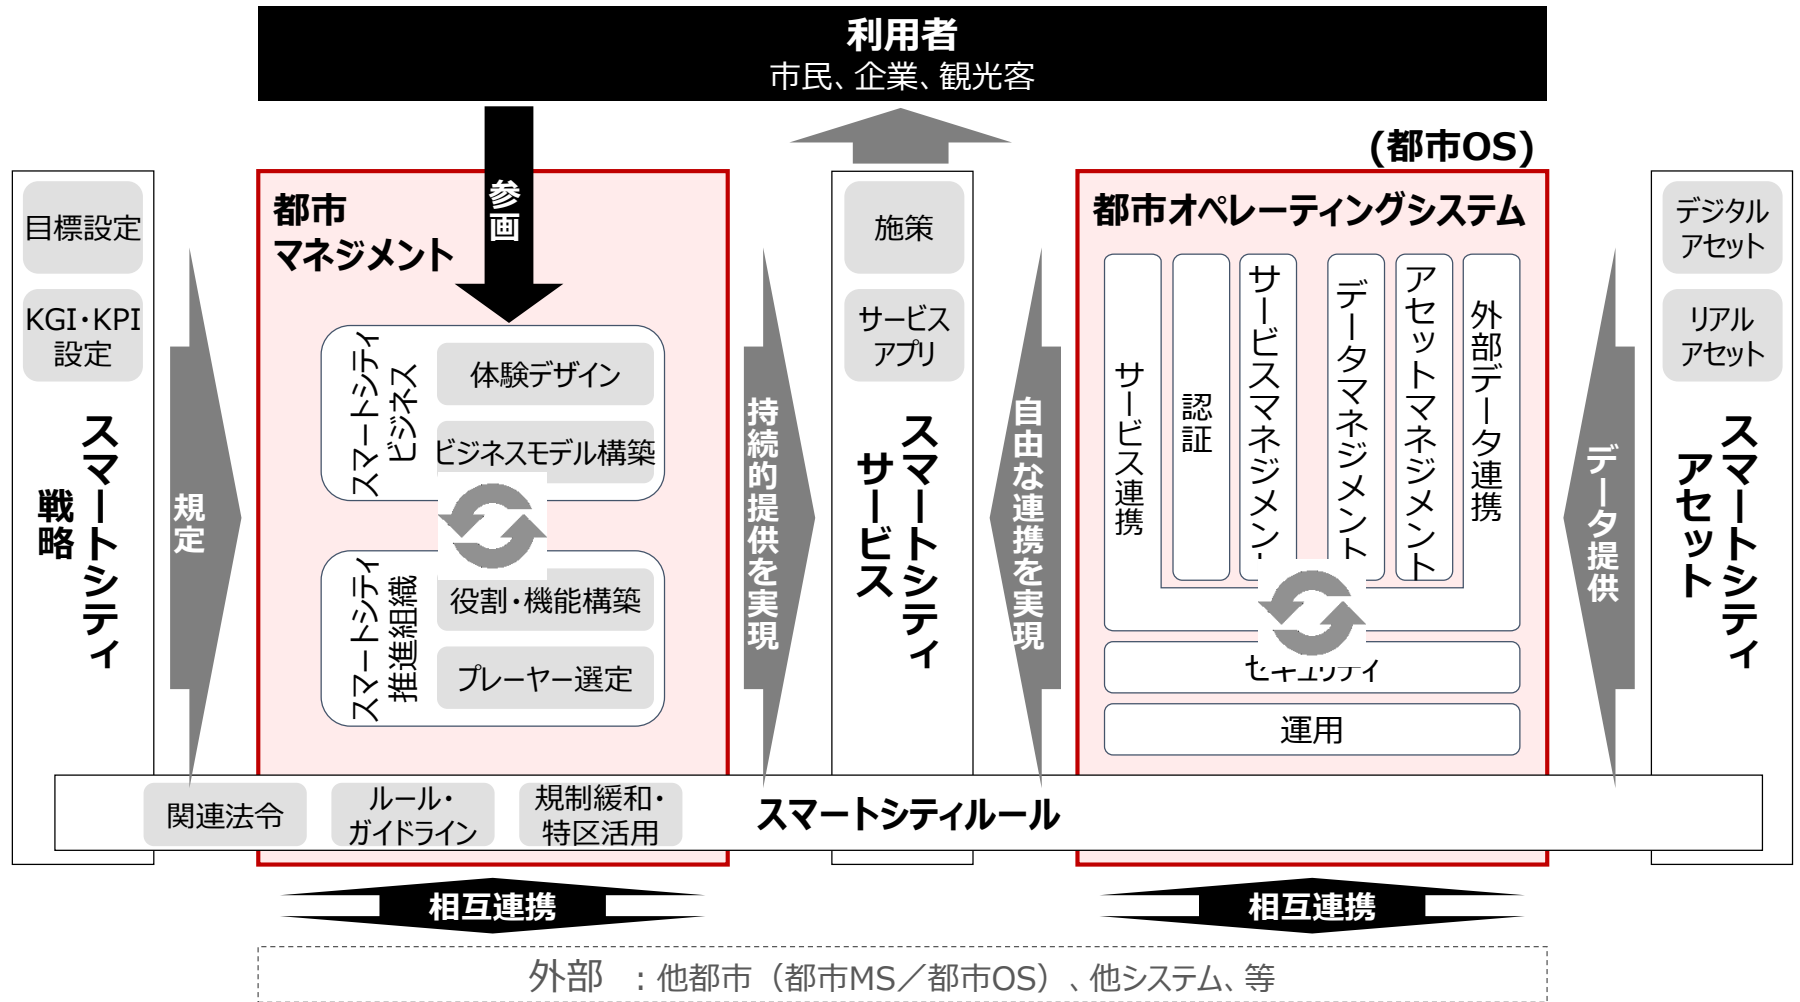 利用者
市民、企業、観光客
(都市OS)
目標設定
KGI・KPI
設定
スマートシティ
戦略
規定
都市
マネジメント
参画
スマートシティ
ビジネス
体験デザイン
ビジネスモデル構築
スマートシティ
推進組織
役割・機能構築
プレーヤー選定
持続的提供を実現
施策
サービス
アプリ
スマートシティ
サービス
自由な連携を実現
都市オペレーティングシステム
サービス連携
認証
サービスマネジメント
データマネジメント
アセットマネジメント
外部データ連携
セキュリティ
運用
データ提供
デジタル
アセット
リアル
アセット
スマートシティ
アセット
関連法令
ルール・
ガイドライン
規制緩和・
特区活用
スマートシティルール
相互連携
相互連携
外部 :他都市(都市MS/都市OS)、他システム、等